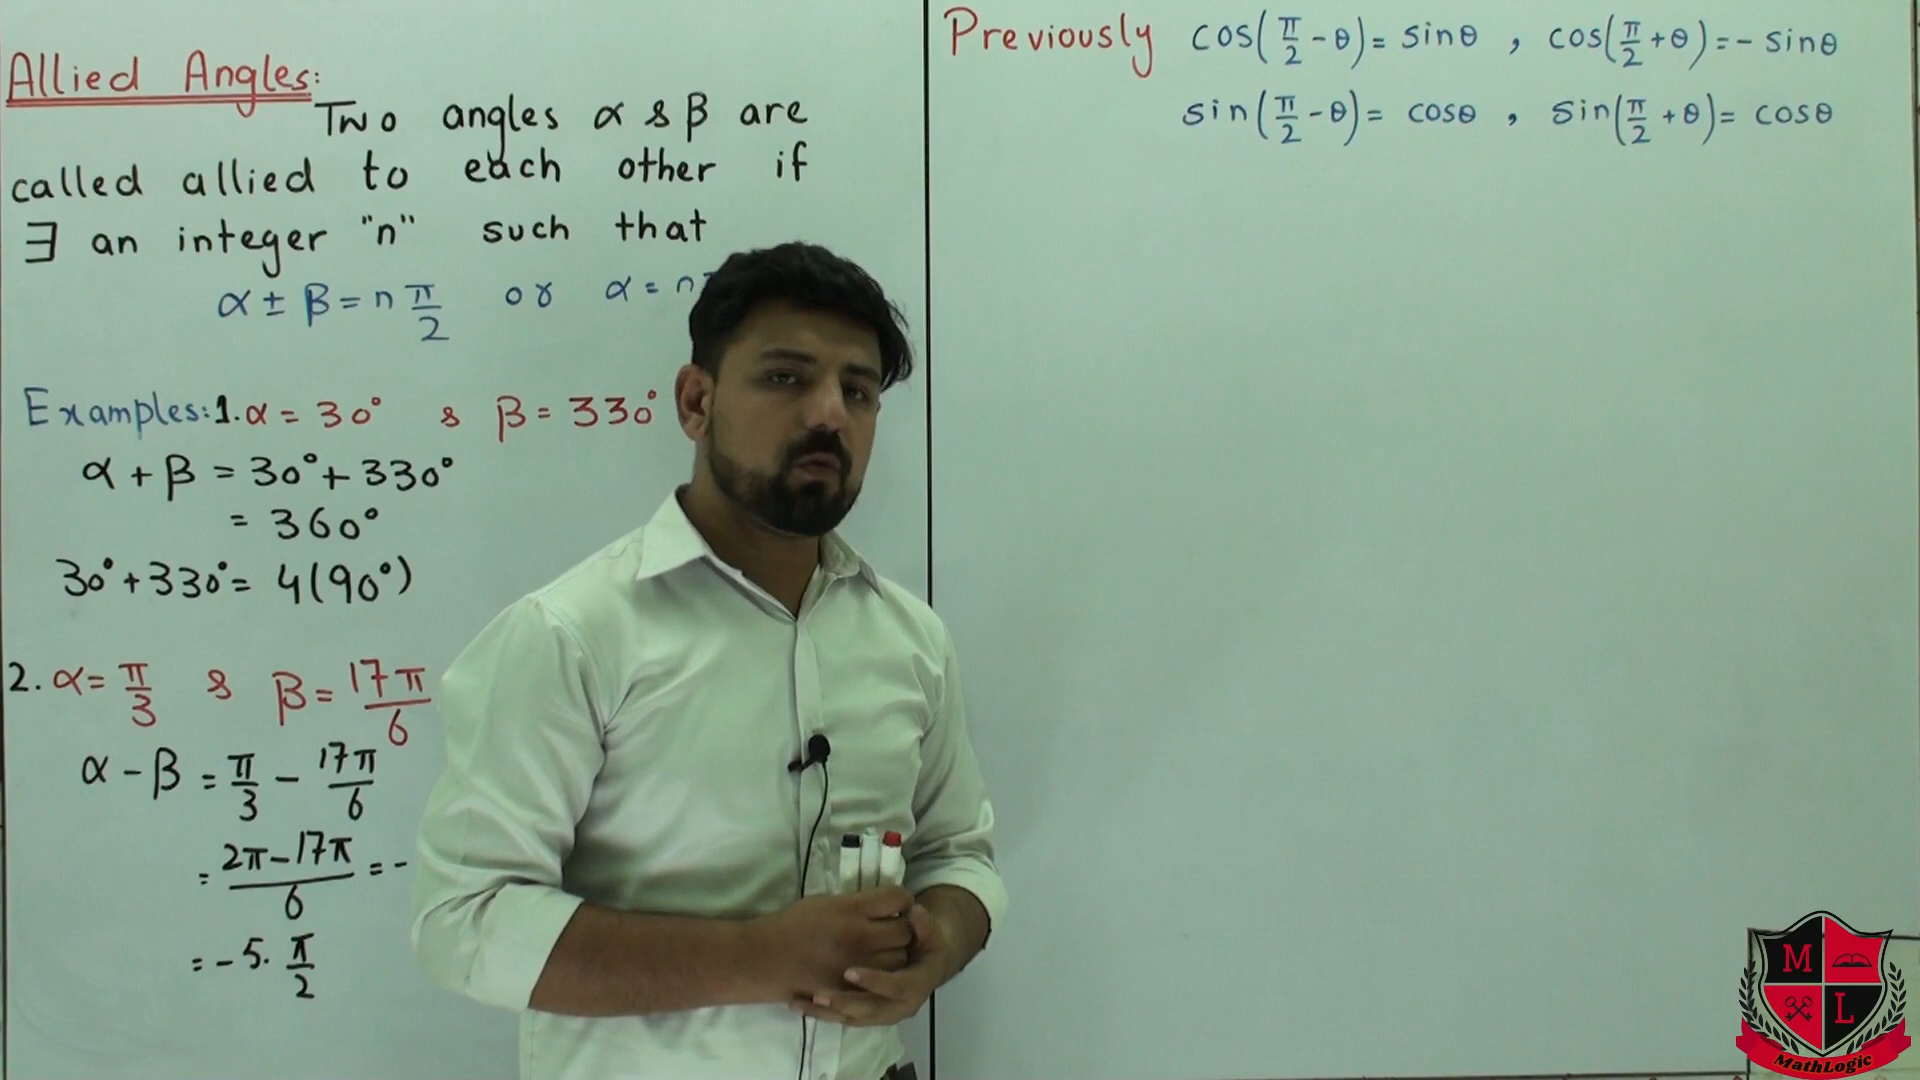 Allied Angles:
Two angles α & β are
called allied to each other if
∃ an integer "n" such that
α ± β = n π/2 or α = n
Examples: 1. α = 30° & β = 330°
α + β = 30° + 330°
= 360°
30° + 330° = 4(90°)
2. α = π/3 & β = 17π/6
α - β = π/3 - 17π/6
= 2π - 17π/6 = -
= -5. π/2
Previously cos(π/2 - θ) = sinθ , cos(π/2 + θ) = - sinθ
sin(π/2 - θ) = cosθ , sin(π/2 + θ) = cosθ
M
L
MathLogic